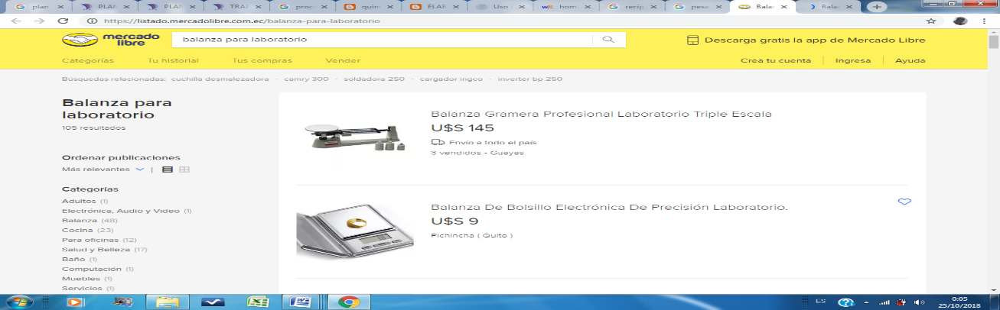 plan
PLAN
PLAN
TRA
proc
quim
ELAB
Uso
hom
recip
peso
Balan
Balan
https://listado.mercadolibre.com.ec/balanza-para-laboratorio
mercado
libre
balanza para laboratorio
Descarga gratis la app de Mercado Libre
Categorías Tu historial Tus compras Vender
Crea tu cuenta Ingresa Ayuda
Búsquedas relacionadas: cuchilla desmalezadora - camry 300 - soldadora 250 - cargador ingco - inverter bp 250
Balanza para
laboratorio
105 resultados
Ordenar publicaciones
Más relevantes
Categorías
Adultos (1)
Electrónica, Audio y Video (1)
Balanza (48)
Cocina (23)
Para oficinas (12)
Salud y Belleza (17)
Baño (1)
Computación (1)
Muebles (1)
Servicios (1)
Balanza Gramera Profesional Laboratorio Triple Escala
U$S 145
Envío a todo el país
3 vendidos - Guayas
Balanza De Bolsillo Electrónica De Precisión Laboratorio.
U$S 9
Pichincha ( Quito )
ES
0:05
25/10/2018